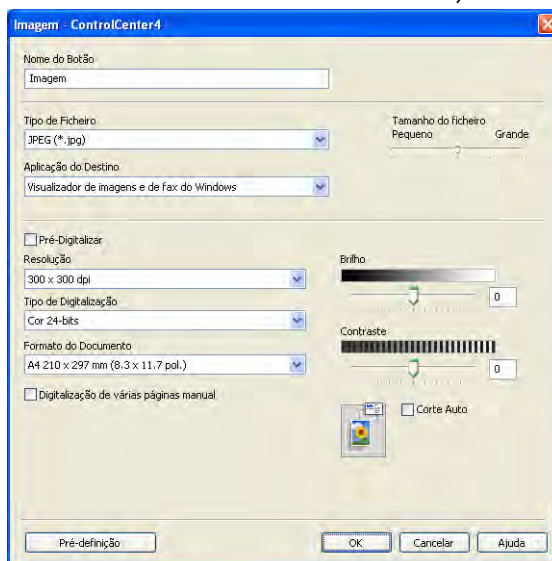 Imagem - ControlCenter4
Nome do Botão
Imagem
Tipo de Ficheiro
JPEG (*.jpg)
Tamanho do ficheiro
Pequeno Grande
Aplicação do Destino
Visualizador de imagens e de fax do Windows
Pré-Digitalizar
Resolução
300 x 300 dpi
Tipo de Digitalização
Cor 24-bits
Formato do Documento
A4 210 x 297 mm (8.3 x 11.7 pol.)
Digitalização de várias páginas manual
Brilho
0
Contraste
0
Corte Auto
Pré-definição
OK
Cancelar
Ajuda